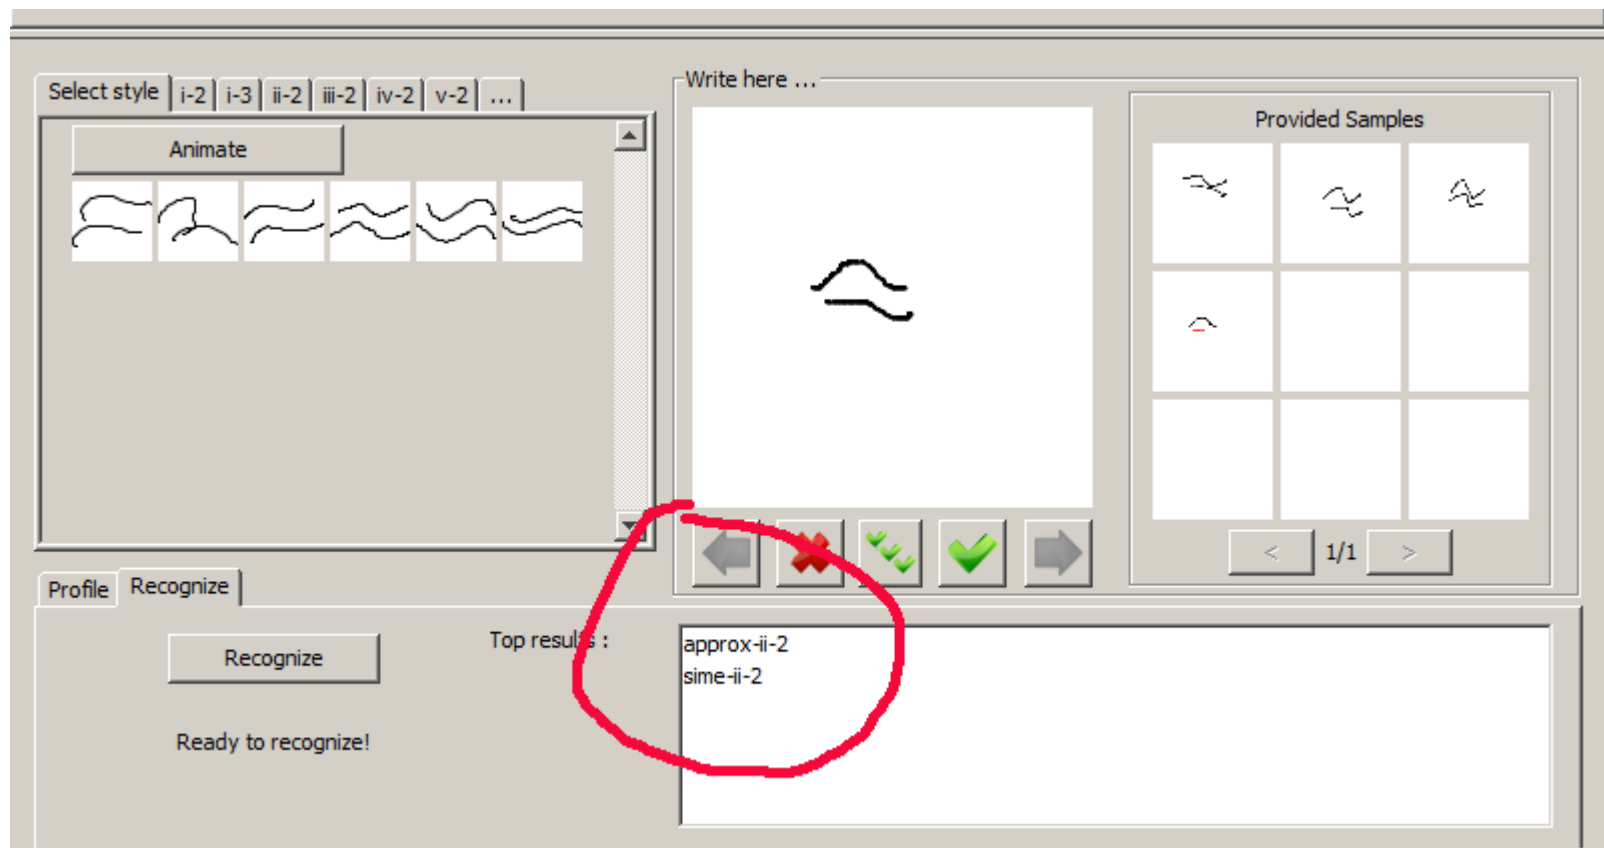 Select style i-2 i-3 ii-2 iii-2 iv-2 v-2 ...
Animate
Write here ...
Provided Samples
< 1/1 >
Profile Recognize
Recognize
Ready to recognize!
Top results :
approx-ii-2
sime-ii-2